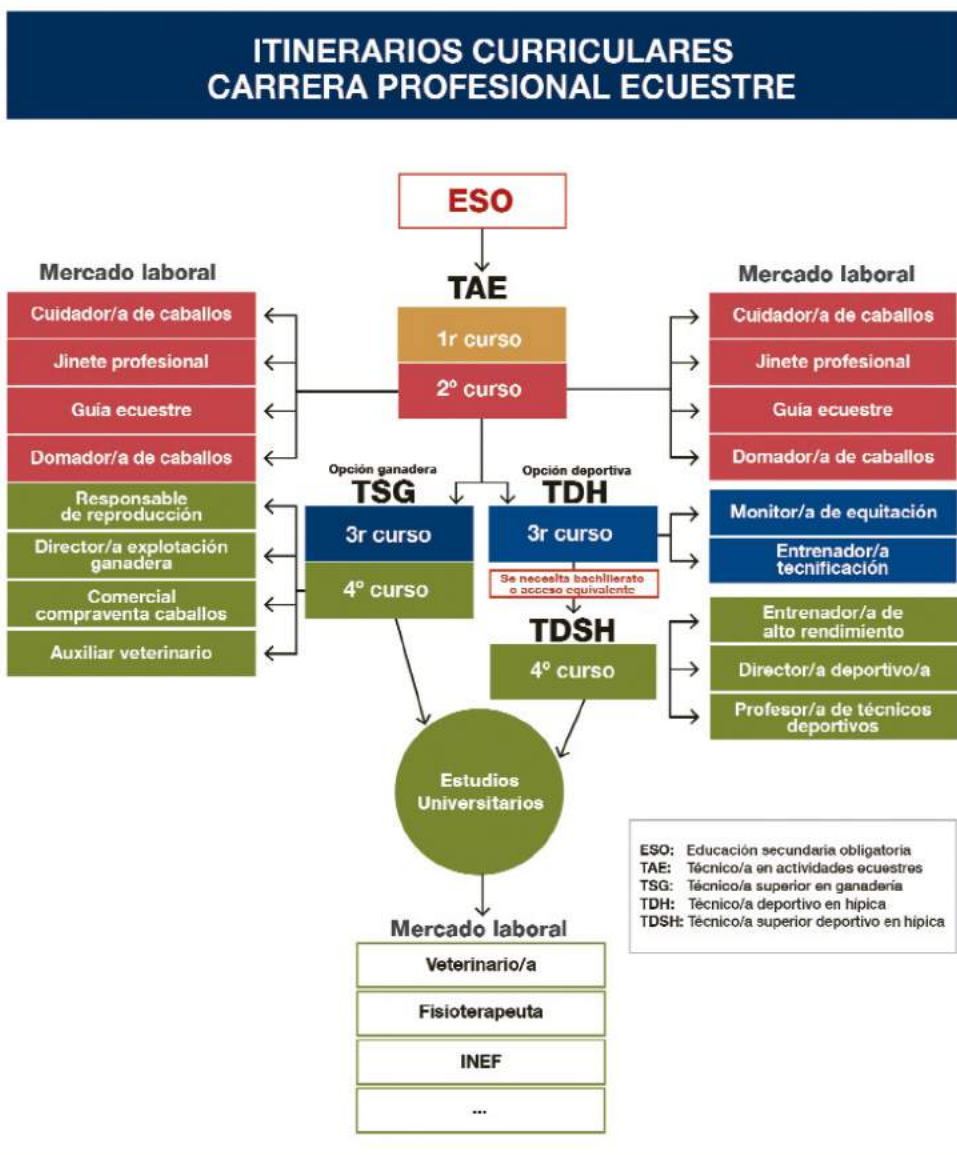 ITINERARIOS CURRICULARES
CARRERA PROFESIONAL ECUESTRE
ESO
TAE
1r curso
2º curso
Mercado laboral
Cuidador/a de caballos
Jinete profesional
Guía ecuestre
Domador/a de caballos
Mercado laboral
Cuidador/a de caballos
Jinete profesional
Guía ecuestre
Domador/a de caballos
Opción ganadera
TSG
3r curso
4º curso
Responsable
de reproducción
Director/a explotación
ganadera
Comercial
compraventa caballos
Auxiliar veterinario
Opción deportiva
TDH
3r curso
Monitor/a de equitación
Entrenador/a
tecnificación
Se necesita bachillerato
o acceso equivalente
TDSH
4º curso
Entrenador/a de
alto rendimiento
Director/a deportivo/a
Profesor/a de técnicos
deportivos
Estudios
Universitarios
Mercado laboral
Veterinario/a
Fisioterapeuta
INEF
...
ESO: Educación secundaria obligatoria
TAE: Técnico/a en actividades ecuestres
TSG: Técnico/a superior en ganadería
TDH: Técnico/a deportivo en hípica
TDSH: Técnico/a superior deportivo en hípica